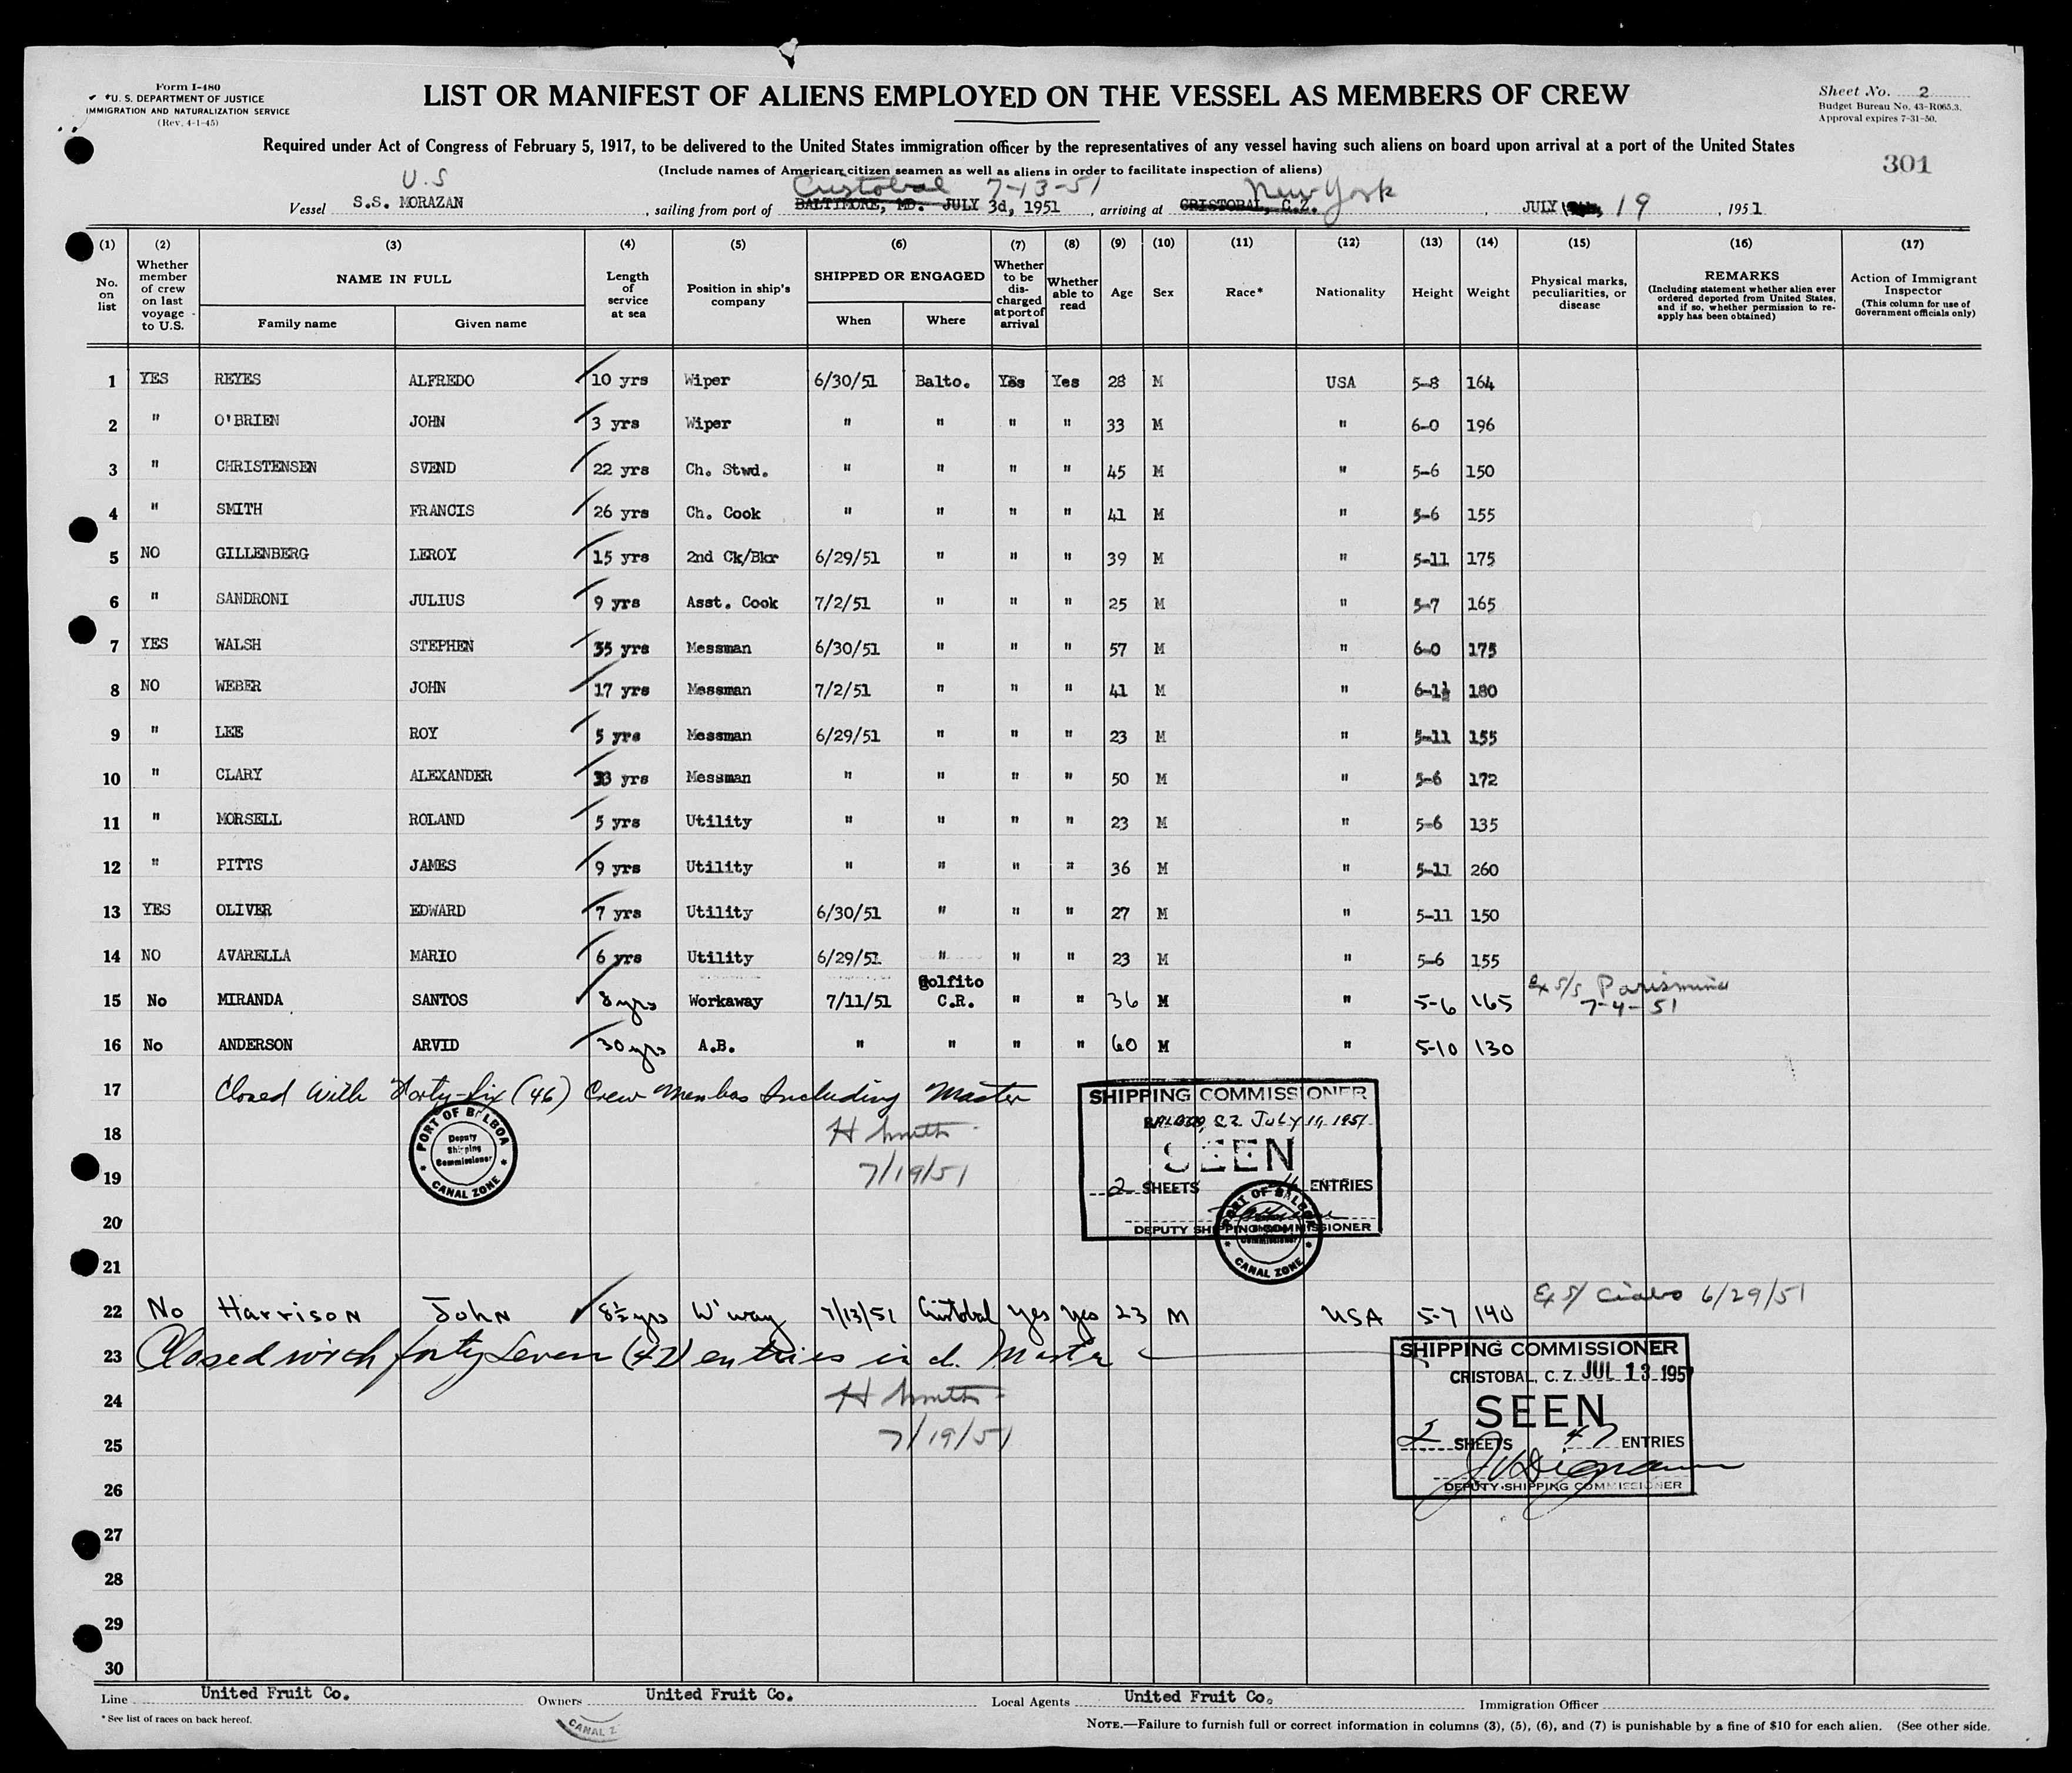 Form I-480
U. S. DEPARTMENT OF JUSTICE
IMMIGRATION AND NATURALIZATION SERVICE
(Rev. 4-1-45)
LIST OR MANIFEST OF ALIENS EMPLOYED ON THE VESSEL AS MEMBERS OF CREW
Sheet No. 2
Budget Bureau No. 43-R065.3.
Approval expires 7-31-50.
Required under Act of Congress of February 5, 1917, to be delivered to the United States immigration officer by the representatives of any vessel having such aliens on board upon arrival at a port of the United States
301
(Include names of American citizen seamen as well as aliens in order to facilitate inspection of aliens)
U.S Cristobal 7-13-51 New York
Vessel S.S. MORAZAN, sailing from port of BALTIMORE, MD. JULY 3d, 1951, arriving at CRISTOBAL, C.Z., JULY 19, 1951
(1) (2) (3) (4) (5) (6) (7) (8) (9) (10) (11) (12) (13) (14) (15) (16) (17)
No. on list
Whether member of crew on last voyage to U.S.
NAME IN FULL
Family name
Given name
Length of service at sea
Position in ship's company
SHIPPED OR ENGAGED
When
Where
Whether to be discharged at port of arrival
Whether able to read
Age
Sex
Race*
Nationality
Height
Weight
Physical marks, peculiarities, or disease
REMARKS
(Including statement whether alien ever ordered deported from United States, and if so, whether permission to re-apply has been obtained)
Action of Immigrant Inspector
(This column for use of Government officials only)
1 YES REYES ALFREDO 10 yrs Wiper 6/30/51 Balto. Yes Yes 28 M USA 5-8 164
2 " O'BRIEN JOHN 3 yrs Wiper " " " " 33 M " 6-0 196
3 " CHRISTENSEN SVEND 22 yrs Ch. Stwd. " " " " 45 M " 5-6 150
4 " SMITH FRANCIS 26 yrs Ch. Cook " " " " 41 M " 5-6 155
5 NO GILLENBERG LEROY 15 yrs 2nd Ck/Bkr 6/29/51 " " " 39 M " 5-11 175
6 " SANDRONI JULIUS 9 yrs Asst. Cook 7/2/51 " " " 25 M " 5-7 165
7 YES WALSH STEPHEN 35 yrs Messman 6/30/51 " " " 57 M " 6-0 175
8 NO WEBER JOHN 17 yrs Messman 7/2/51 " " " 41 M " 6-1½ 180
9 " LEE ROY 5 yrs Messman 6/29/51 " " " 23 M " 5-11 155
10 " CLARY ALEXANDER 33 yrs Messman " " " " 50 M " 5-6 172
11 " MORSELL ROLAND 5 yrs Utility " " " " 23 M " 5-6 135
12 " PITTS JAMES 9 yrs Utility " " " " 36 M " 5-11 260
13 YES OLIVER EDWARD 7 yrs Utility 6/30/51 " " " 27 M " 5-11 150
14 NO AVARELLA MARIO 6 yrs Utility 6/29/51 " " " 23 M " 5-6 155
15 No MIRANDA SANTOS 8 yrs Workaway 7/11/51 Golfito C.R. " " 36 M " 5-6 165 Ex S/S Parismina 7-4-51
16 No ANDERSON ARVID 30 yrs A.B. " " " " 60 M " 5-10 130
17 Closed With Forty-Six (46) Crew Members Including Master
PORT OF BALBOA
Deputy Shipping Commissioner
CANAL ZONE
18 H Smith
19 7/19/51
SHIPPING COMMISSIONER
BALBOA, CZ July 11, 1951
SEEN
2 SHEETS ENTRIES
DEPUTY SHIPPING COMMISSIONER
PORT OF BALBOA
Commissioner
CANAL ZONE
20
21
22 No Harrison John 8½ yrs W'way 7/13/51 Cristobal Yes Yes 23 M USA 5-7 140 Ex S/ 6/29/51
23 Closed with forty Seven (47) entries incl. Master
24 H Smith
25 7/19/51
SHIPPING COMMISSIONER
CRISTOBAL, C. Z. JUL 13 1951
SEEN
2 SHEETS 47 ENTRIES
DEPUTY SHIPPING COMMISSIONER
26
27
28
29
30
Line United Fruit Co. Owners United Fruit Co. Local Agents United Fruit Co. Immigration Officer
* See list of races on back hereof.
CANAL Z
NOTE.—Failure to furnish full or correct information in columns (3), (5), (6), and (7) is punishable by a fine of $10 for each alien. (See other side.